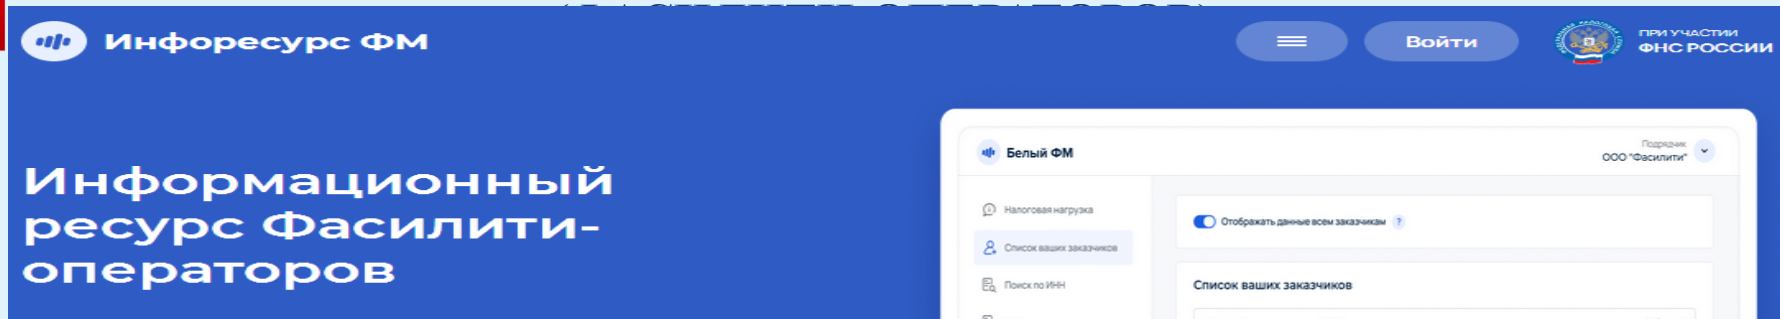 Инфоресурс ФМ
Войти
ПРИ УЧАСТИИ
ФНС РОССИИ
Информационный
ресурс Фасилити-
операторов
Белый ФМ
Подрядчик
ООО "Фасилити"
Налоговая нагрузка
Отображать данные всем заказчикам ?
Список ваших заказчиков
Поиск по ИНН
Список ваших заказчиков